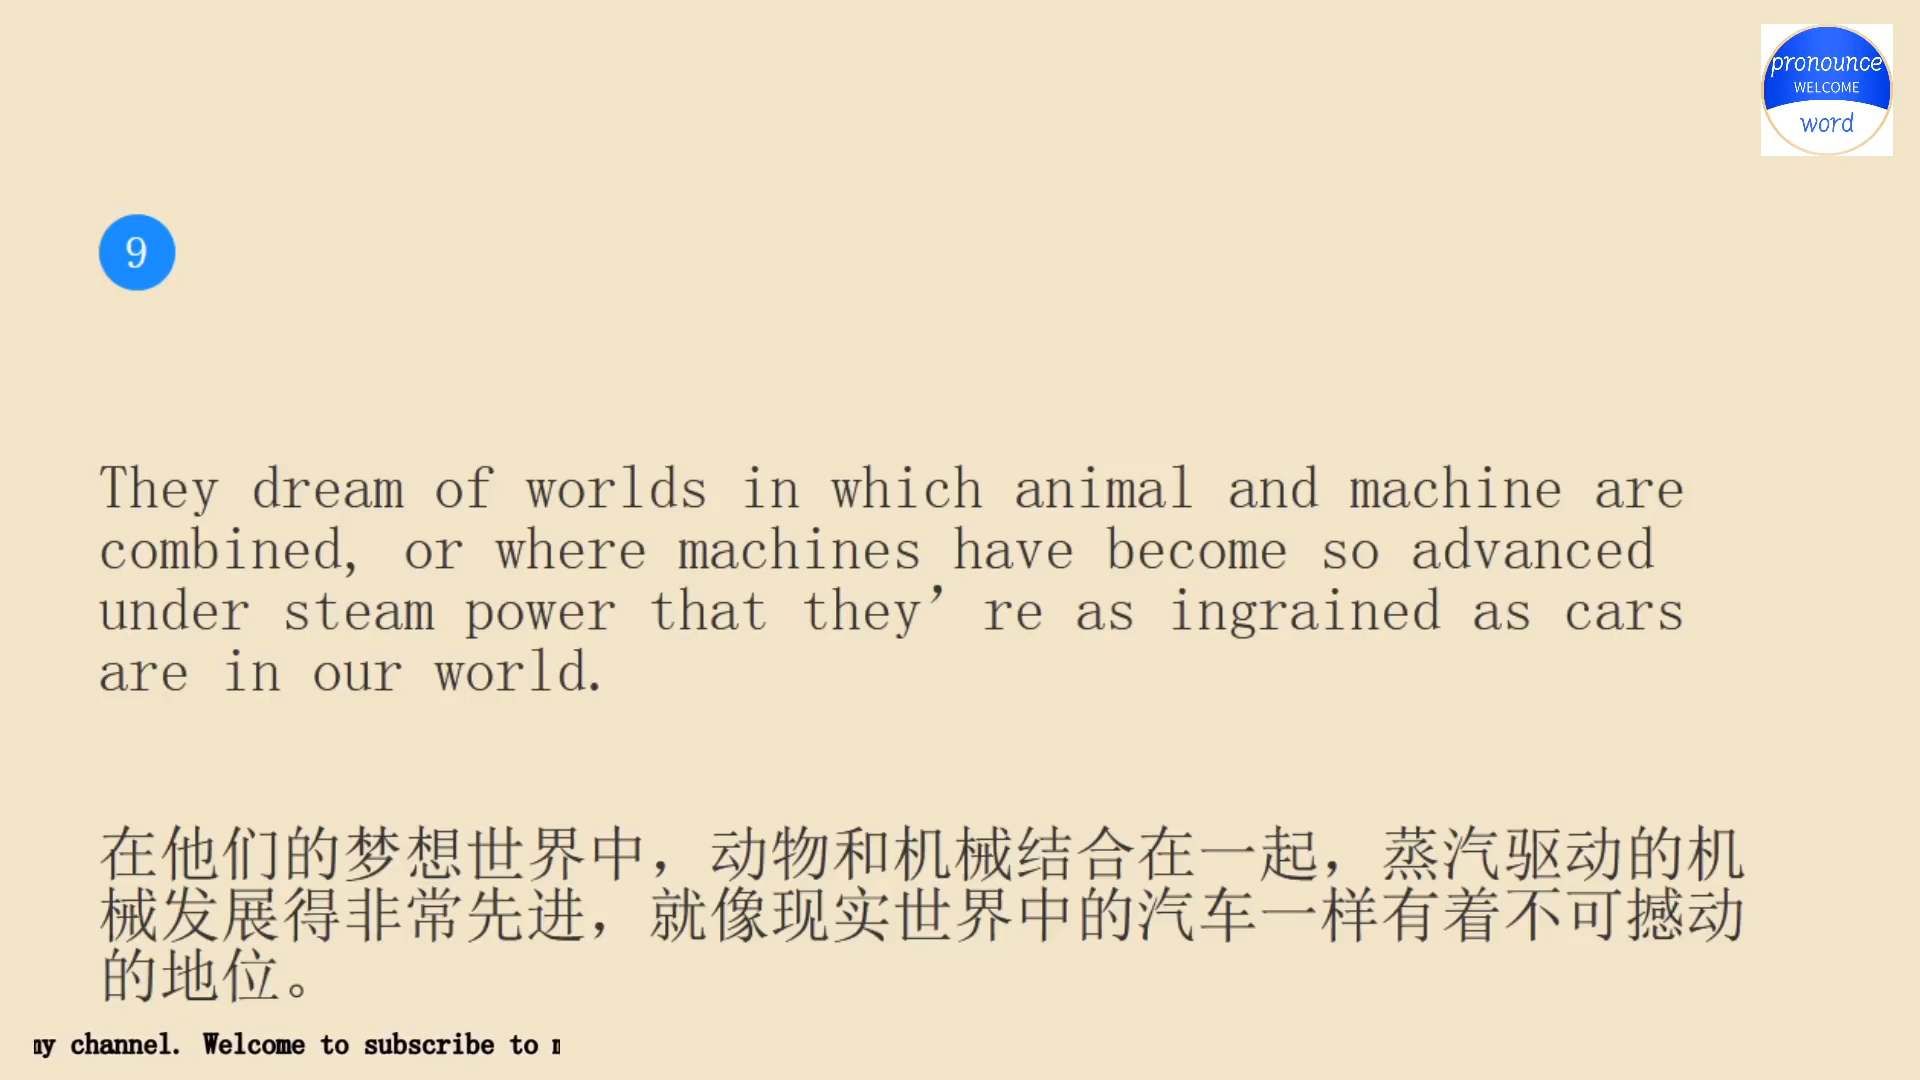 pronounce
WELCOME
word
9
They dream of worlds in which animal and machine are
combined, or where machines have become so advanced
under steam power that they’re as ingrained as cars
are in our world.
在他们的梦想世界中，动物和机械结合在一起，蒸汽驱动的机
械发展得非常先进，就像现实世界中的汽车一样有着不可撼动
的地位。
my channel. Welcome to subscribe to